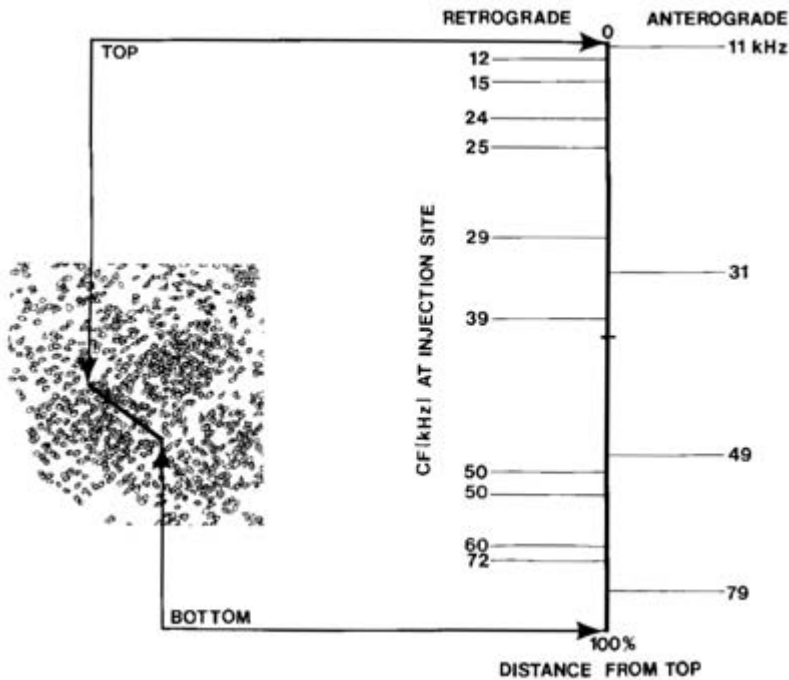 RETROGRADE
ANTEROGRADE
0
TOP
11 kHz
12
15
24
25
29
31
39
CF(kHz) AT INJECTION SITE
49
50
50
60
72
79
BOTTOM
100%
DISTANCE FROM TOP